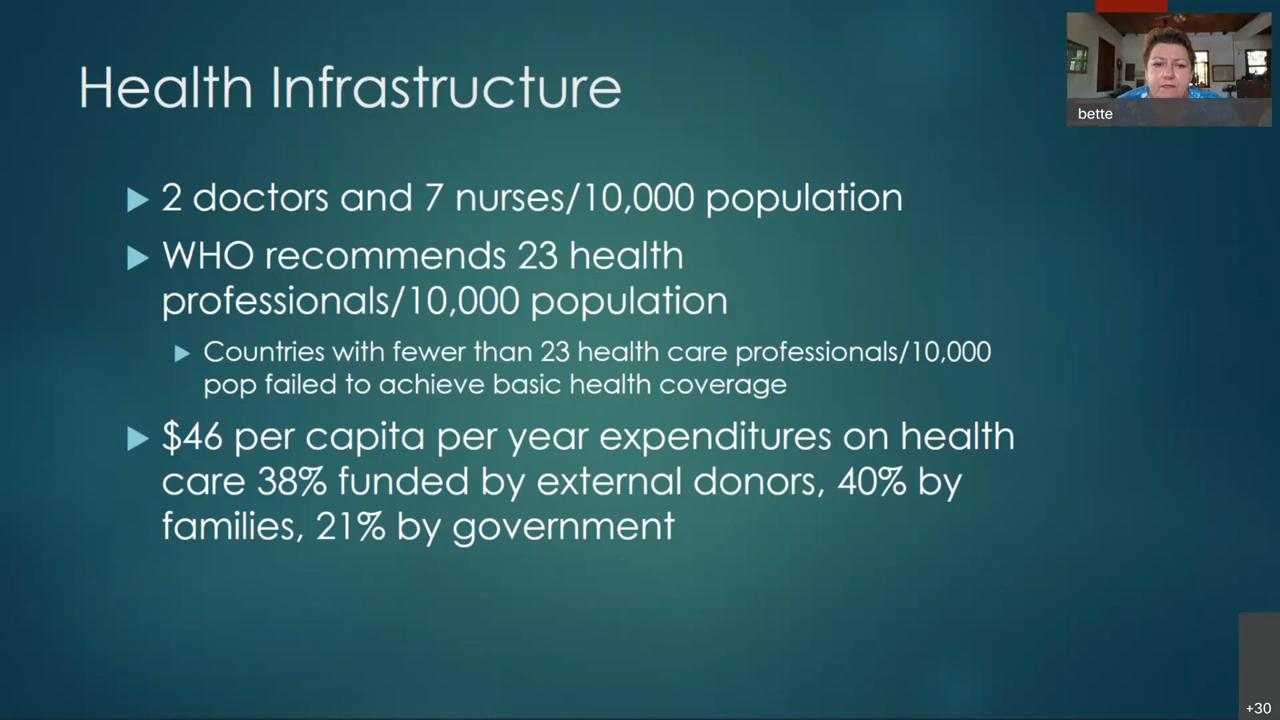 Health Infrastructure
bette
2 doctors and 7 nurses/10,000 population
WHO recommends 23 health
professionals/10,000 population
Countries with fewer than 23 health care professionals/10,000
pop failed to achieve basic health coverage
$46 per capita per year expenditures on health
care 38% funded by external donors, 40% by
families, 21% by government
+30